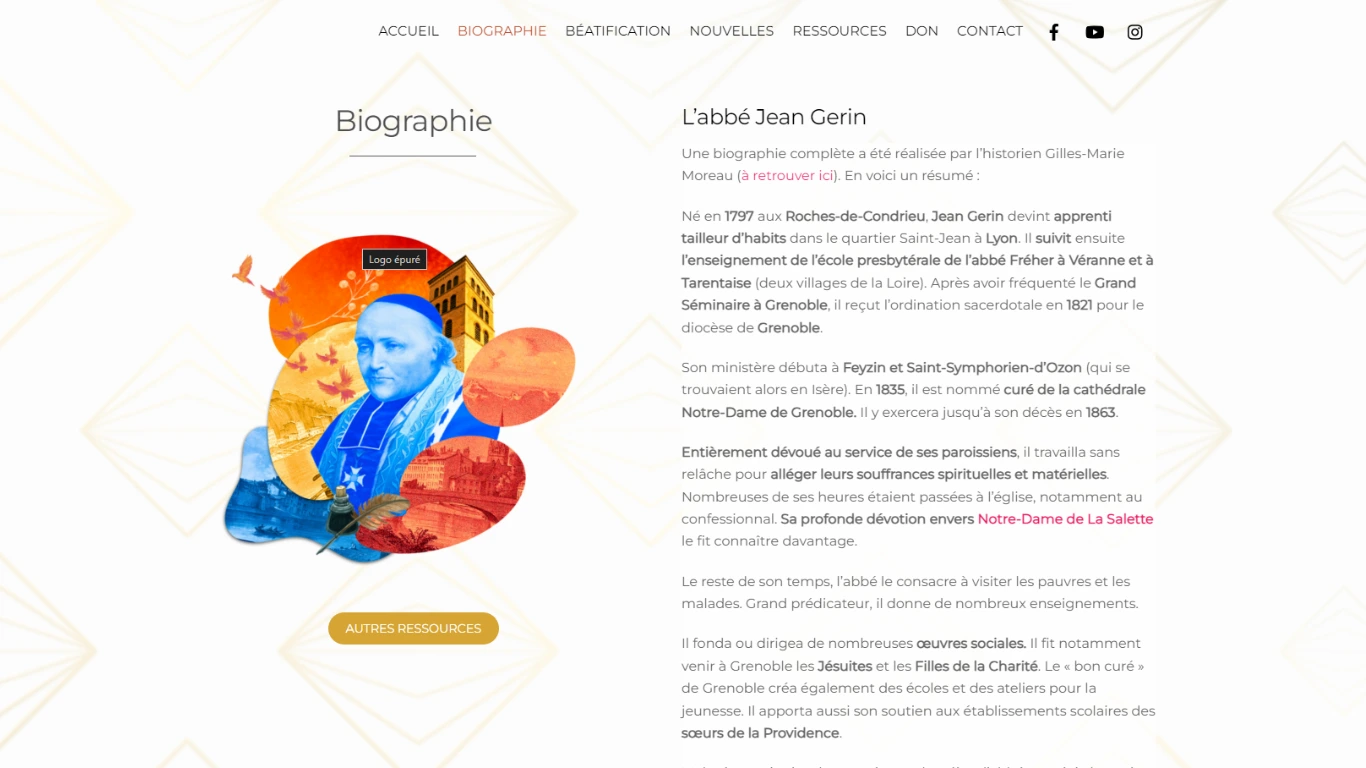 ACCUEIL BIOGRAPHIE BÉATIFICATION NOUVELLES RESSOURCES DON CONTACT
Biographie
Logo épuré
AUTRES RESSOURCES
L’abbé Jean Gerin
Une biographie complète a été réalisée par l’historien Gilles-Marie
Moreau (à retrouver ici). En voici un résumé :
Né en 1797 aux Roches-de-Condrieu, Jean Gerin devint apprenti
tailleur d’habits dans le quartier Saint-Jean à Lyon. Il suivit ensuite
l’enseignement de l’école presbytérale de l’abbé Fréher à Véranne et à
Tarentaise (deux villages de la Loire). Après avoir fréquenté le Grand
Séminaire à Grenoble, il reçut l’ordination sacerdotale en 1821 pour le
diocèse de Grenoble.
Son ministère débuta à Feyzin et Saint-Symphorien-d’Ozon (qui se
trouvaient alors en Isère). En 1835, il est nommé curé de la cathédrale
Notre-Dame de Grenoble. Il y exercera jusqu’à son décès en 1863.
Entièrement dévoué au service de ses paroissiens, il travailla sans
relâche pour alléger leurs souffrances spirituelles et matérielles.
Nombreuses de ses heures étaient passées à l’église, notamment au
confessionnal. Sa profonde dévotion envers Notre-Dame de La Salette
le fit connaître davantage.
Le reste de son temps, l’abbé le consacre à visiter les pauvres et les
malades. Grand prédicateur, il donne de nombreux enseignements.
Il fonda ou dirigea de nombreuses œuvres sociales. Il fit notamment
venir à Grenoble les Jésuites et les Filles de la Charité. Le « bon curé »
de Grenoble créa également des écoles et des ateliers pour la
jeunesse. Il apporta aussi son soutien aux établissements scolaires des
sœurs de la Providence.